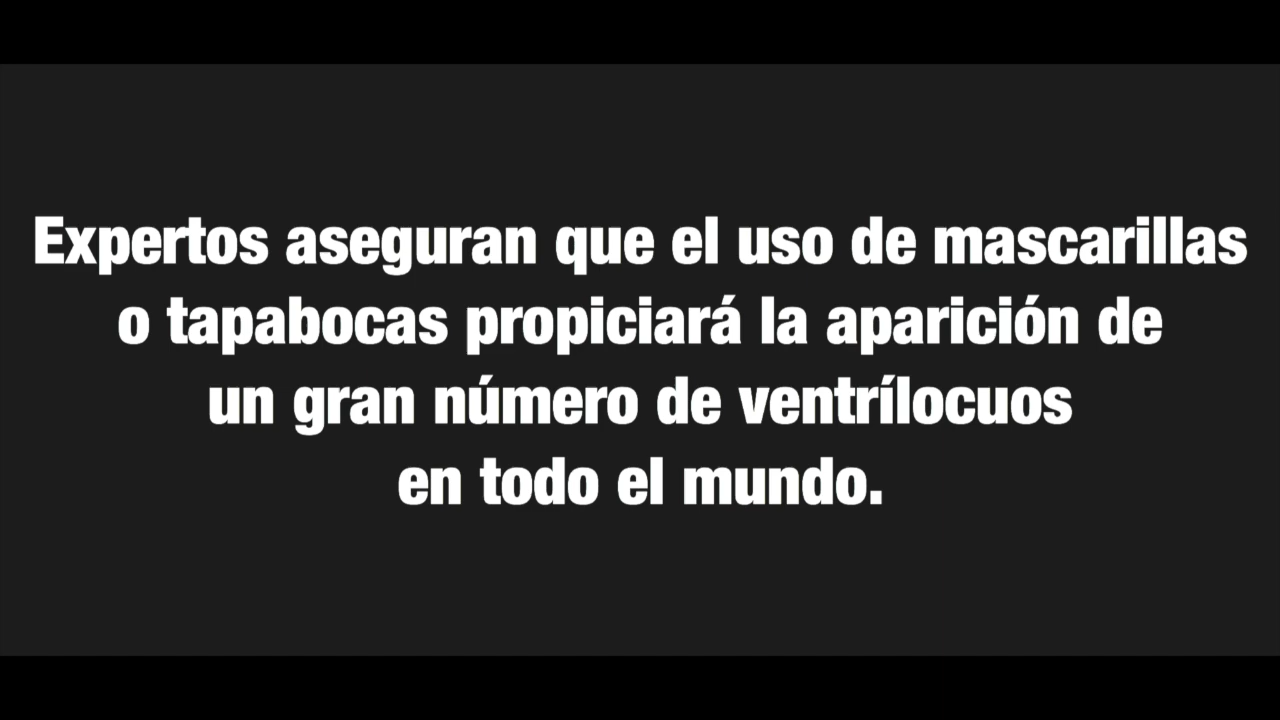 Expertos aseguran que el uso de mascarillas
o tapabocas propiciará la aparición de
un gran número de ventrílocuos
en todo el mundo.